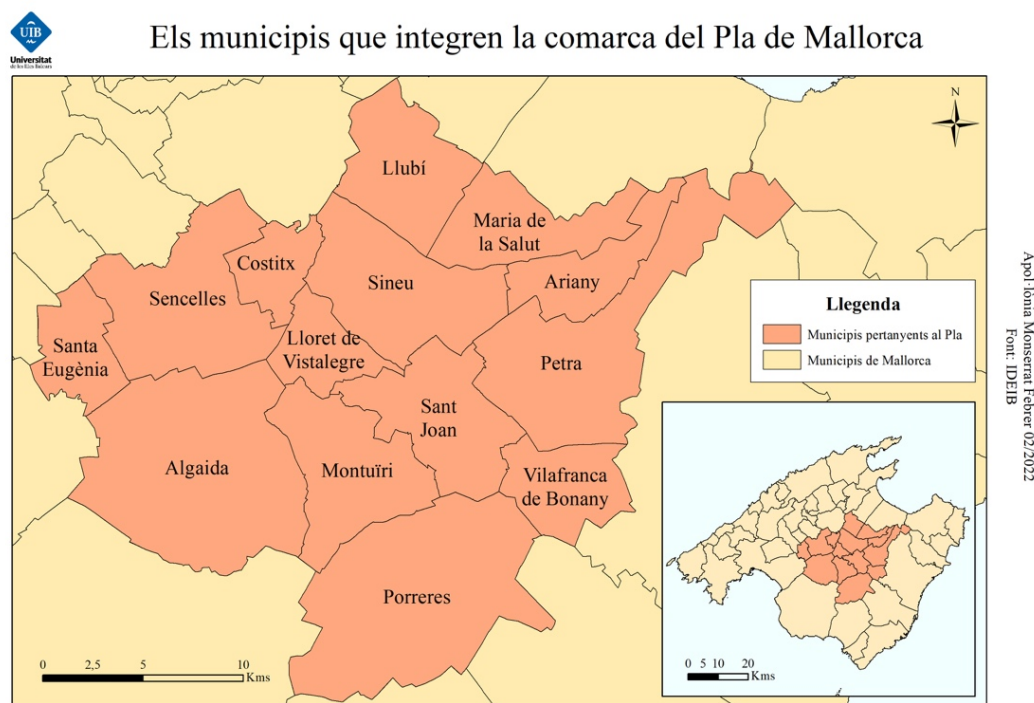 UIB
Universitat
de les Illes Balears
Els municipis que integren la comarca del Pla de Mallorca
N
Llubí
Maria de
la Salut
Costitx
Sineu
Ariany
Sencelles
Lloret de
Vistalegre
Santa
Eugènia
Petra
Sant
Joan
Algaida
Montuïri
Vilafranca
de Bonany
Porreres
Llegenda
Municipis pertanyents al Pla
Municipis de Mallorca
0 2,5 5 10
Kms
0 5 10 20
Kms
Apol·lònia Monserrat Febrer 02/2022
Font: IDEIB